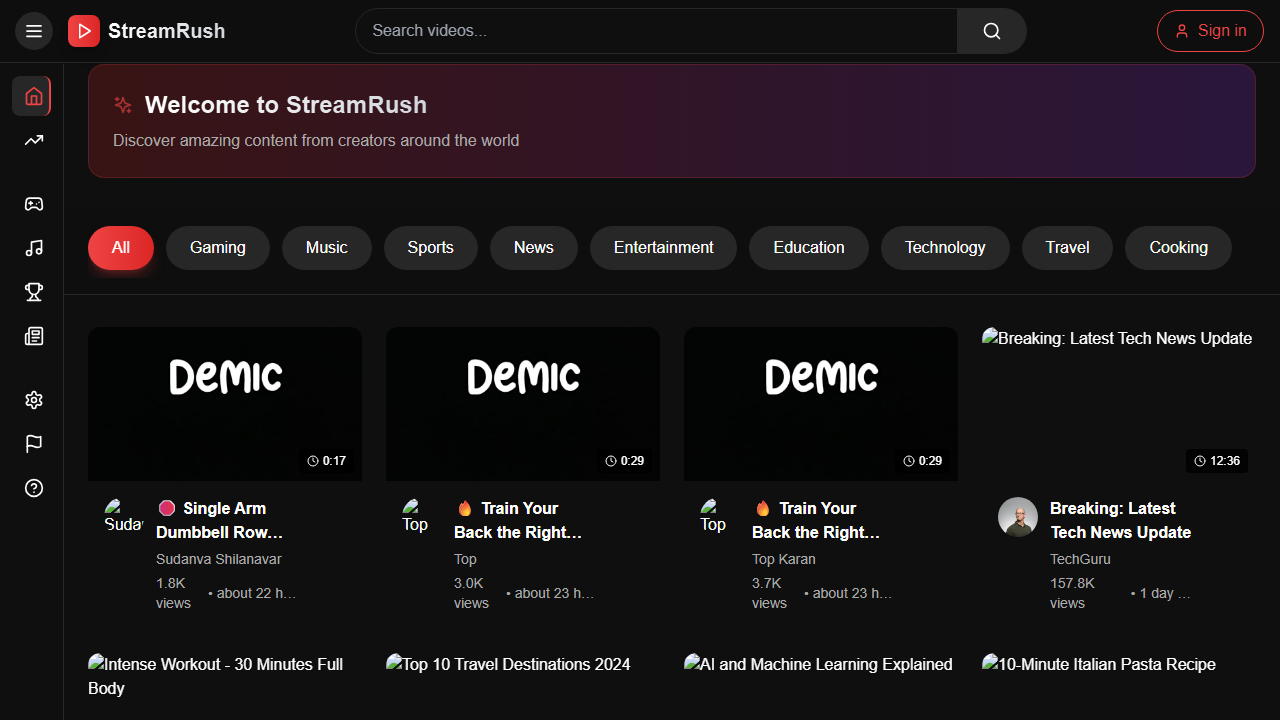 StreamRush
Search videos...
Sign in
Welcome to StreamRush
Discover amazing content from creators around the world
All
Gaming
Music
Sports
News
Entertainment
Education
Technology
Travel
Cooking
Demic
0:17
Demic
0:29
Demic
0:29
Breaking: Latest Tech News Update
12:36
Sudar
🛑 Single Arm
Dumbbell Row...
Sudanva Shilanavar
1.8K
views
• about 22 h...
Top
🔥 Train Your
Back the Right...
Top
3.0K
views
• about 23 h...
Top
🔥 Train Your
Back the Right...
Top Karan
3.7K
views
• about 23 h...
Breaking: Latest
Tech News Update
TechGuru
157.8K
views
• 1 day ...
Intense Workout - 30 Minutes Full
Body
Top 10 Travel Destinations 2024
AI and Machine Learning Explained
10-Minute Italian Pasta Recipe